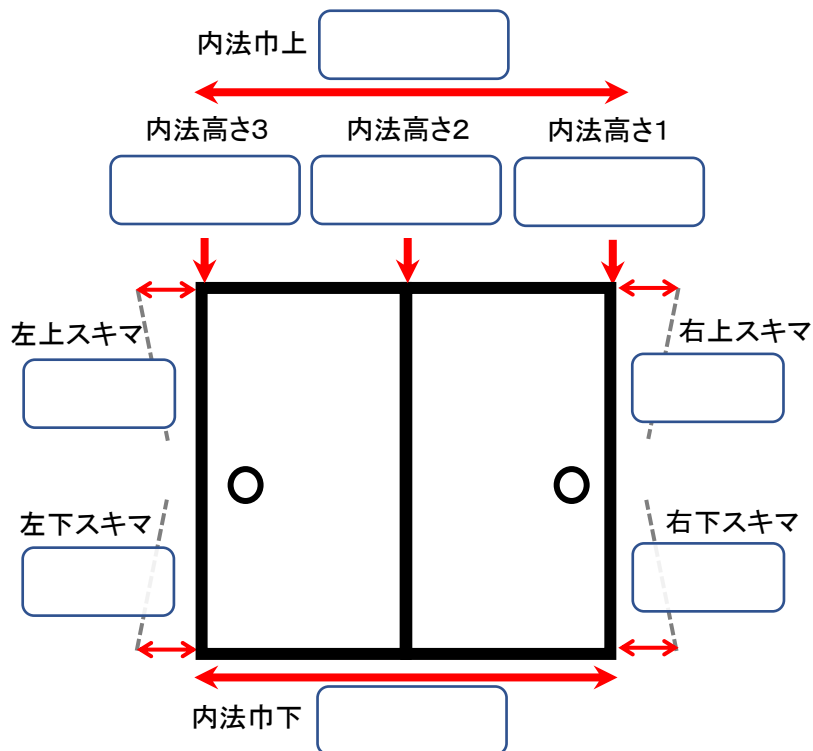 内法巾上
内法高さ3
内法高さ2
内法高さ1
左上スキマ
右上スキマ
左下スキマ
右下スキマ
内法巾下